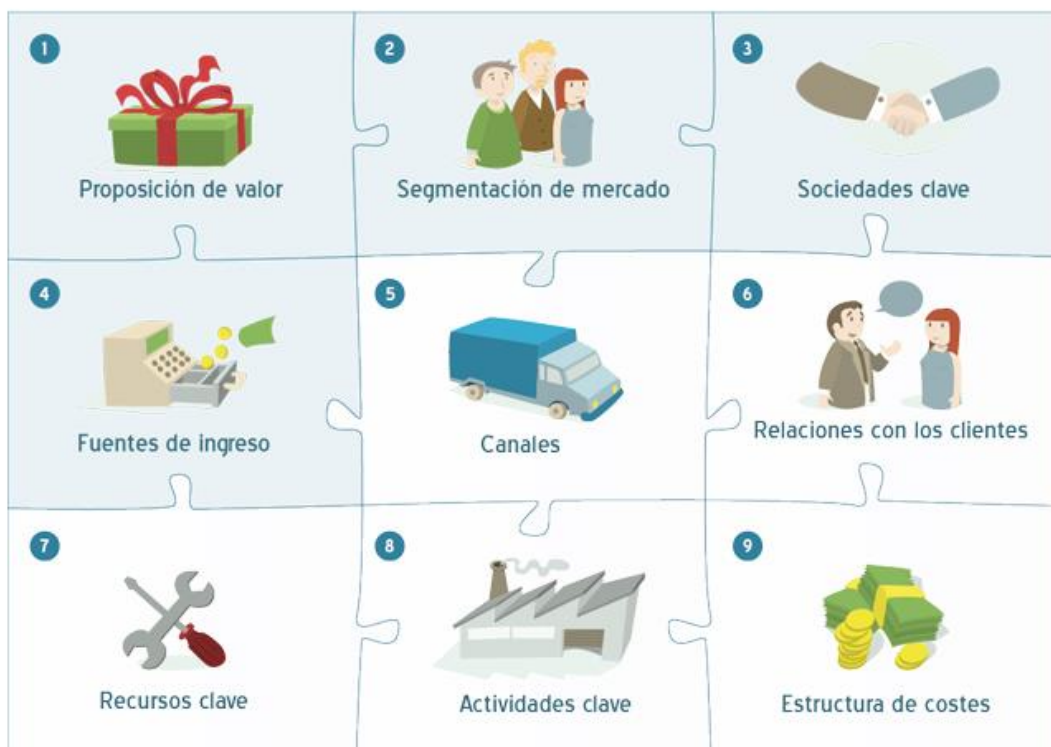 1
Proposición de valor
2
Segmentación de mercado
3
Sociedades clave
4
Fuentes de ingreso
5
Canales
6
Relaciones con los clientes
7
Recursos clave
8
Actividades clave
9
Estructura de costes